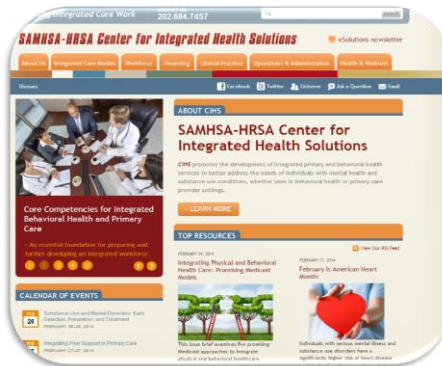 Integrated Care Work
202.684.7457
SAMHSA-HRSA Center for Integrated Health Solutions
eSolutions newsletter
About Us
Integrated Care Models
Workforce
Financing
Clinical Practice
Operations & Administration
Health & Wellness
Glossary
Facebook
Twitter
Listserve
Ask a Question
Email
ABOUT CIHS
SAMHSA-HRSA Center for
Integrated Health Solutions
CIHS promotes the development of integrated primary and behavioral health
services to better address the needs of individuals with mental health and
substance use conditions, whether seen in behavioral health or primary care
provider settings.
LEARN MORE
Core Competencies for Integrated
Behavioral Health and Primary
Care
An essential foundation for preparing and
further developing an integrated workforce.
TOP RESOURCES
View Our RSS Feed
Integrating Physical and Behavioral
Health Care: Promising Medicaid
Models
This issue brief examines five promising
Medicaid approaches to integrate
physical and behavioral healthcare.
February Is American Heart
Month!
Individuals with serious mental illness and
substance use disorders have a
significantly higher risk of heart disease
CALENDAR OF EVENTS
26
Substance Use and Mental Disorders: Early
Detection, Prevention, and Treatment
Integrating Peer Support in Primary Care